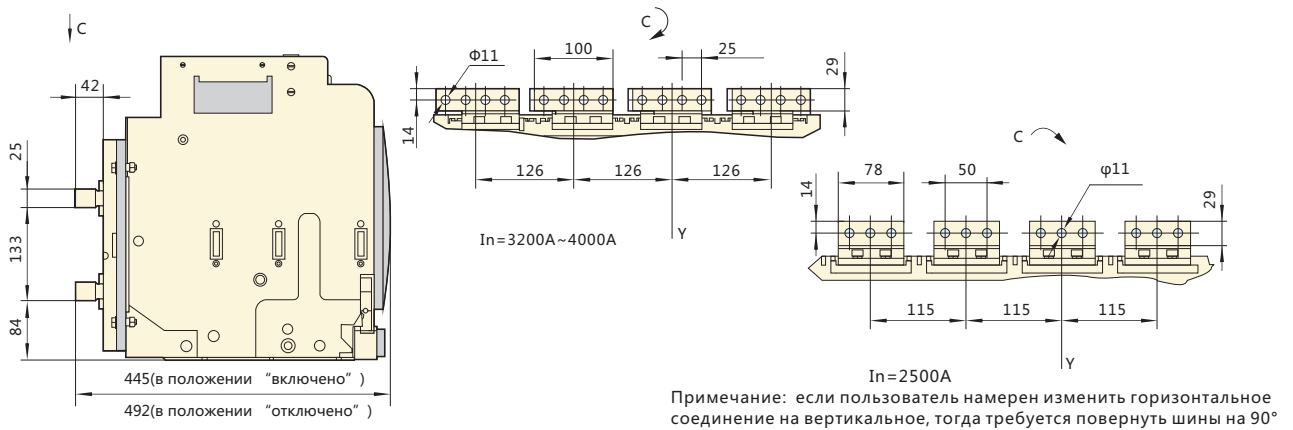 C
42
25
133
84
445(в положении “включено”)
492(в положении “отключено”)
C
Φ11
100
25
29
14
126
126
126
Y
In=3200A~4000A
C
78
50
φ11
14
29
115
115
115
Y
In=2500A
Примечание: если пользователь намерен изменить горизонтальное
соединение на вертикальное, тогда требуется повернуть шины на 90°